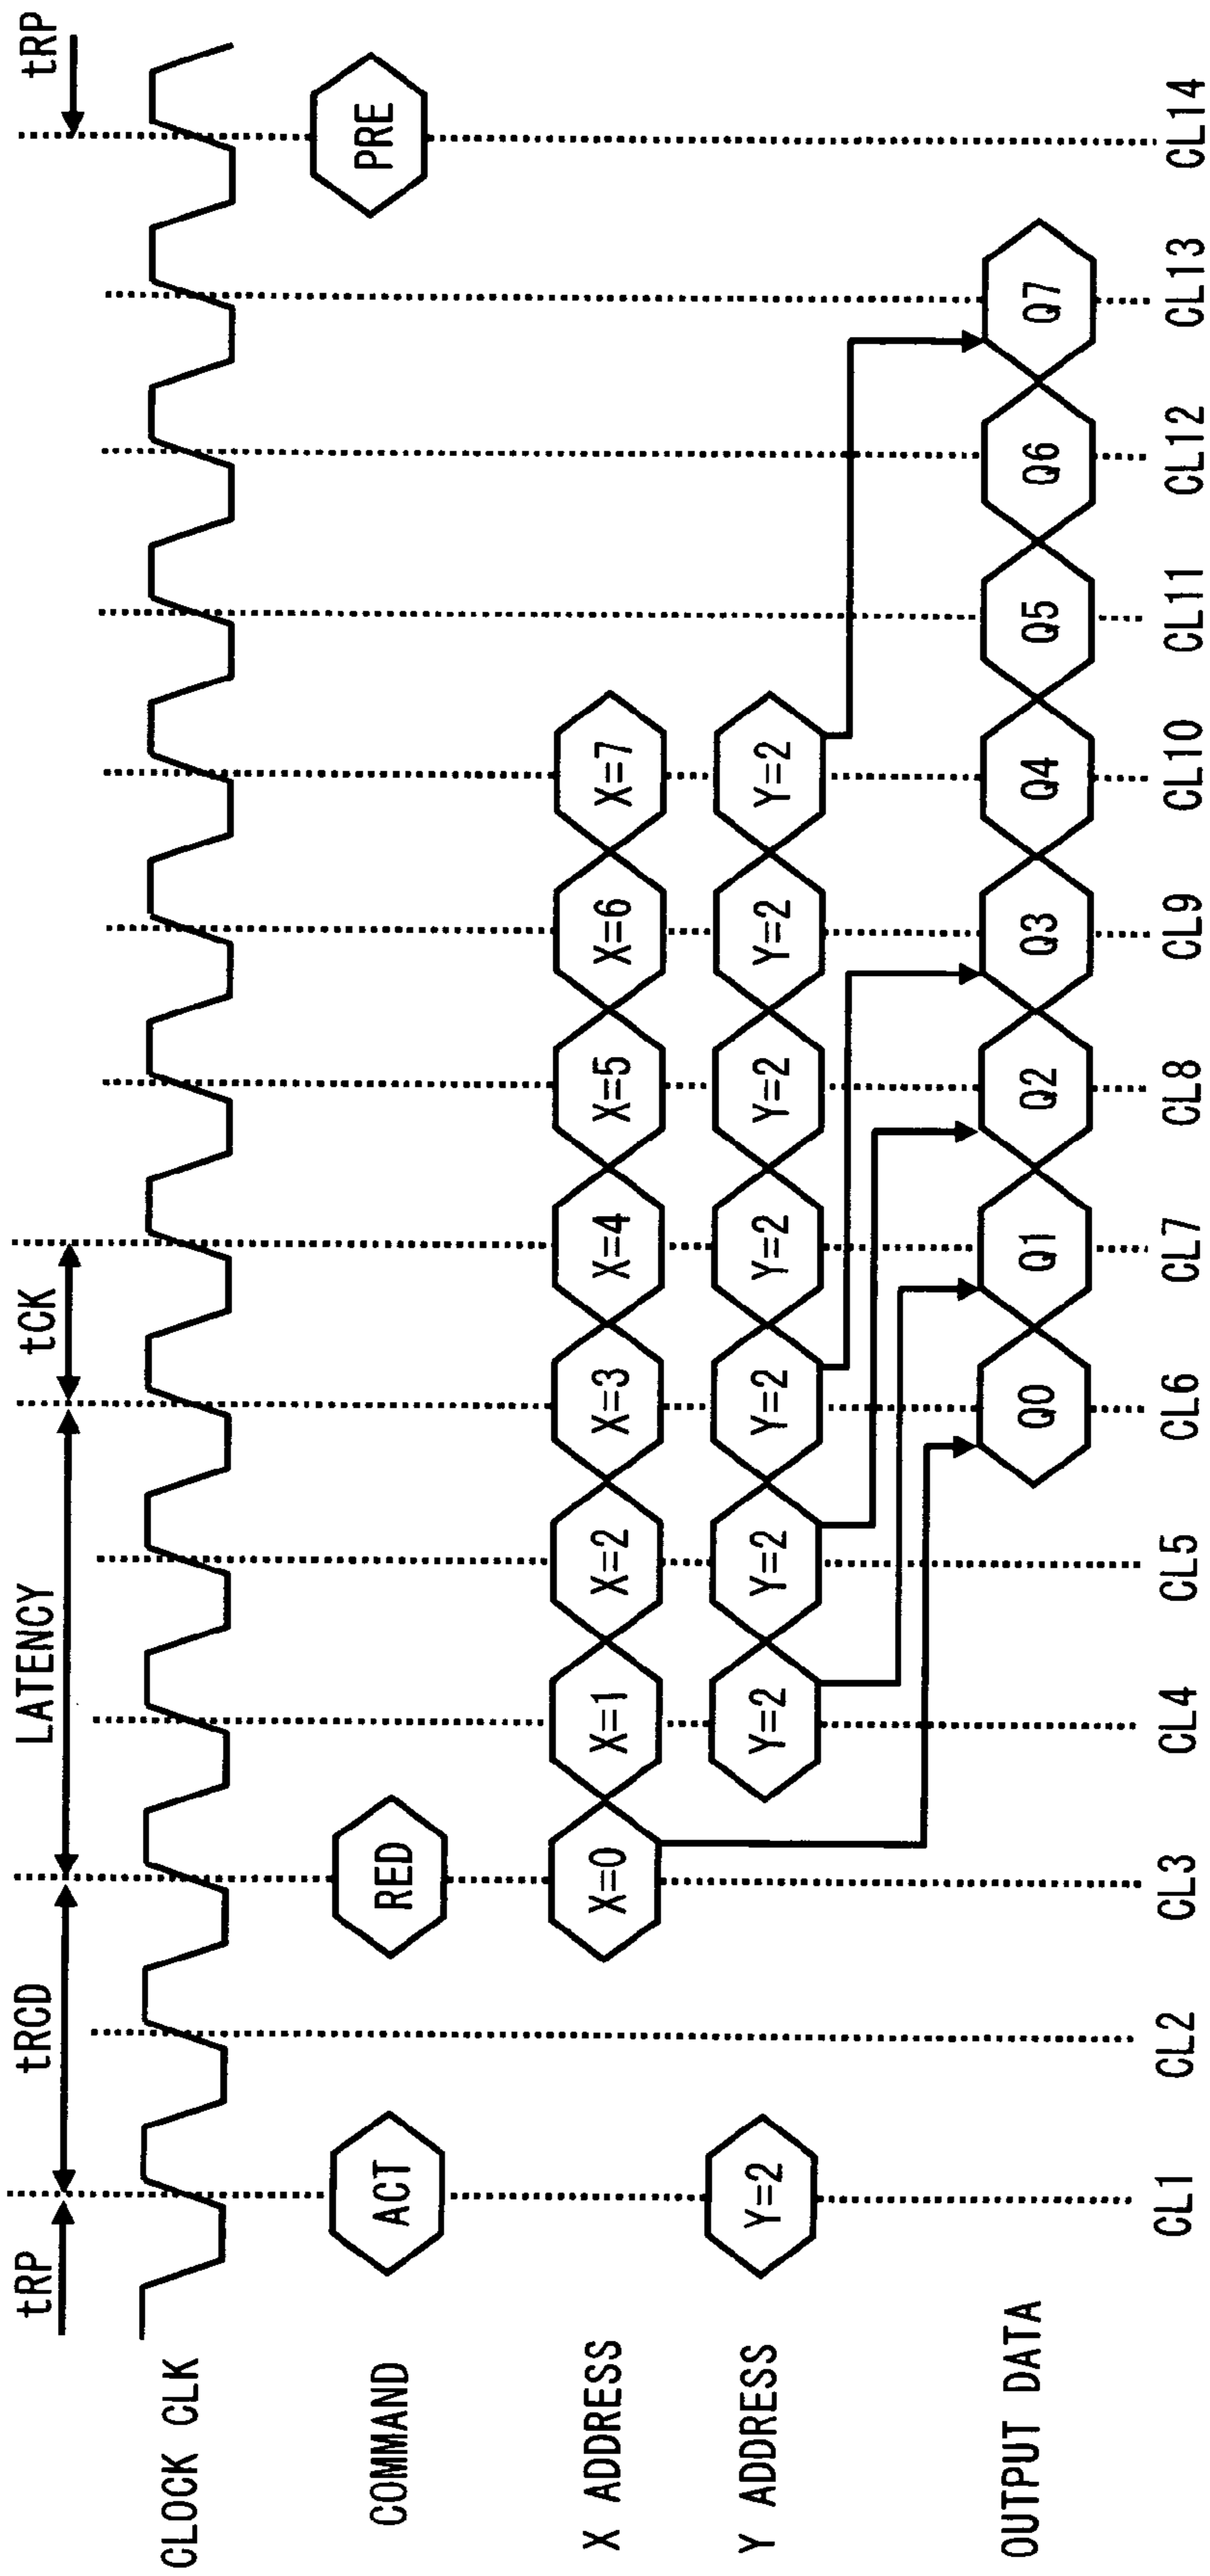 tRP tRCD LATENCY tCK tRP
CLOCK CLK
COMMAND ACT RED PRE
X ADDRESS X=0 X=1 X=2 X=3 X=4 X=5 X=6 X=7
Y ADDRESS Y=2 Y=2 Y=2 Y=2 Y=2 Y=2 Y=2 Y=2
OUTPUT DATA Q0 Q1 Q2 Q3 Q4 Q5 Q6 Q7
CL1 CL2 CL3 CL4 CL5 CL6 CL7 CL8 CL9 CL10 CL11 CL12 CL13 CL14